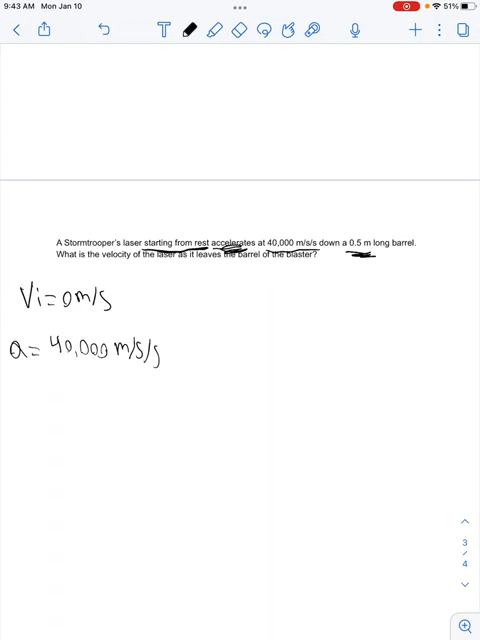 9:43 AM Mon Jan 10
51%
A Stormtrooper's laser starting from rest accelerates at 40,000 m/s/s down a 0.5 m long barrel.
What is the velocity of the laser as it leaves the barrel of the blaster?
Vi = 0 m/s
a = 40,000 m/s/s
3
/
4